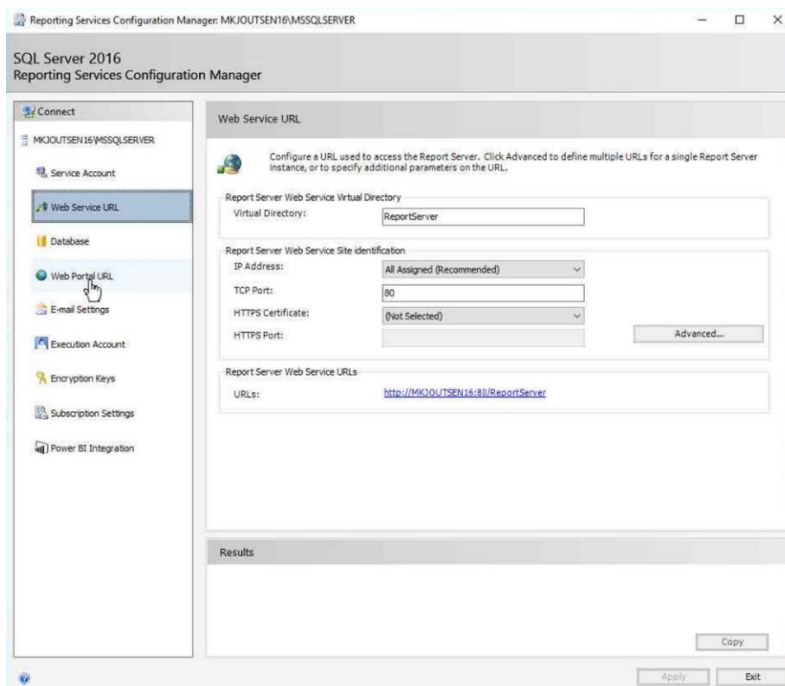 Reporting Services Configuration Manager: MKJOUTSEN16\MSSQLSERVER
SQL Server 2016
Reporting Services Configuration Manager
Connect
MKJOUTSEN16\MSSQLSERVER
Service Account
Web Service URL
Database
Web Portal URL
E-mail Settings
Execution Account
Encryption Keys
Subscription Settings
Power BI Integration
Web Service URL
Configure a URL used to access the Report Server. Click Advanced to define multiple URLs for a single Report Server
instance, or to specify additional parameters on the URL.
Report Server Web Service Virtual Directory
Virtual Directory: ReportServer
Report Server Web Service Site identification
IP Address: All Assigned (Recommended)
TCP Port: 80
HTTPS Certificate: (Not Selected)
HTTPS Port:
Advanced...
Report Server Web Service URLs
URLs: http://MKJOUTSEN16:80/ReportServer
Results
Copy
Apply Exit